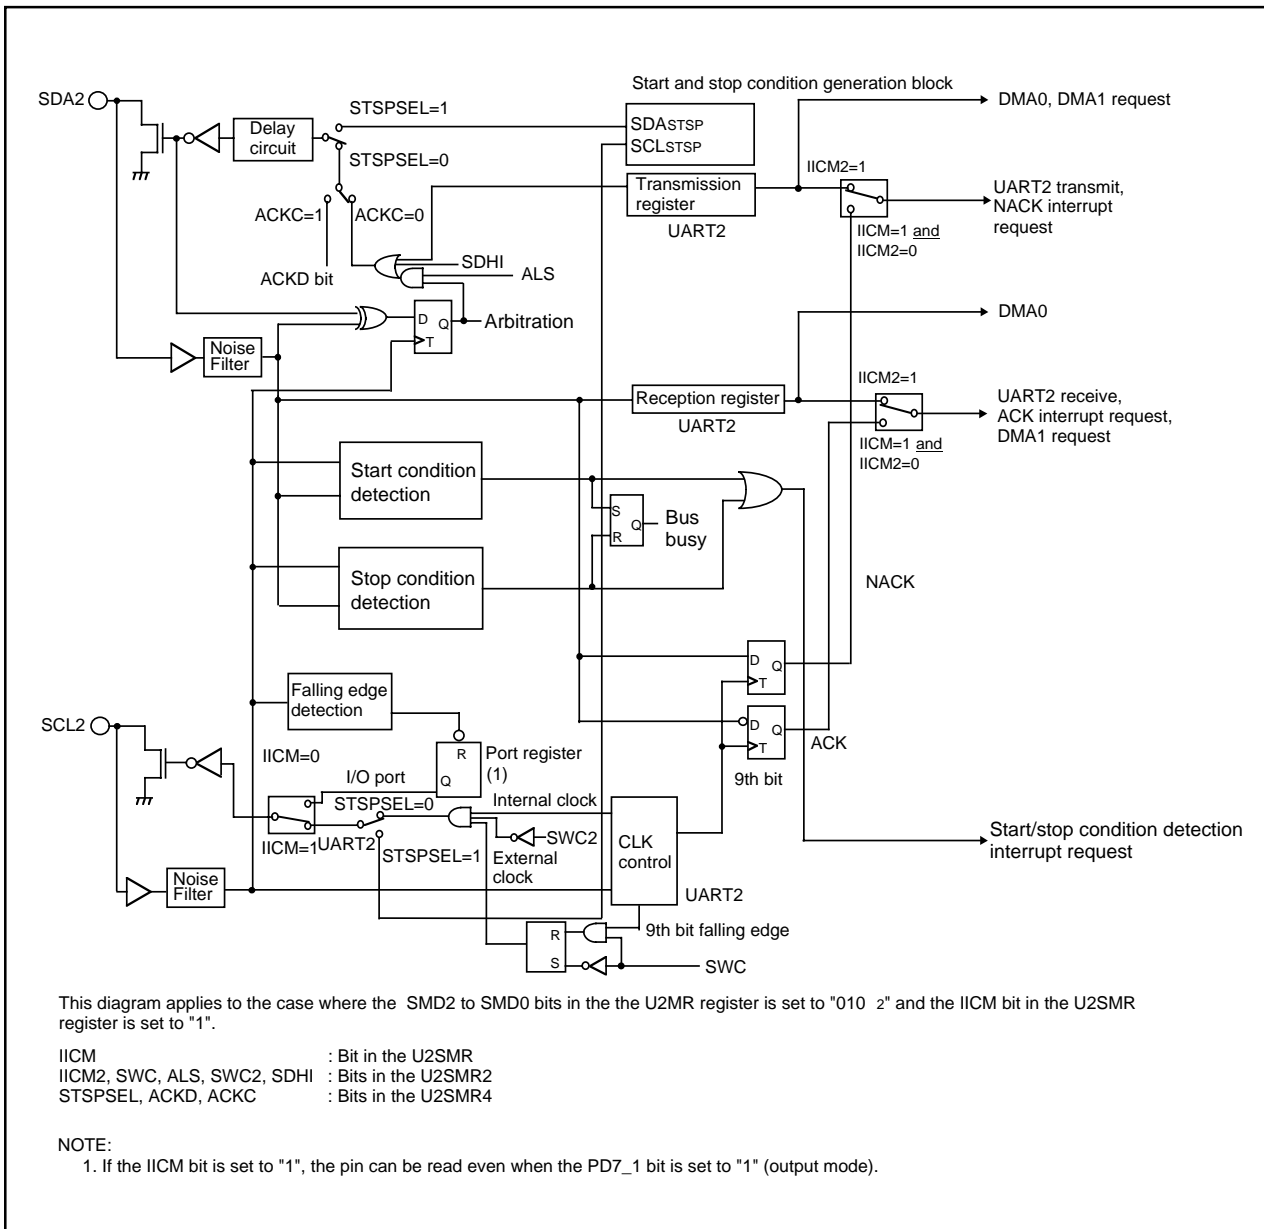 Start and stop condition generation block
SDA2
STSPSEL=1
DMA0, DMA1 request
SDASTSP
SCLSTSP
Delay
circuit
STSPSEL=0
IICM2=1
Transmission
register
UART2
UART2 transmit,
NACK interrupt
request
ACKC=1
ACKC=0
IICM=1 and
IICM2=0
SDHI
ALS
ACKD bit
D
Q
T
Arbitration
DMA0
Noise
Filter
IICM2=1
Reception register
UART2
UART2 receive,
ACK interrupt request,
DMA1 request
IICM=1 and
IICM2=0
Start condition
detection
S
R
Q
Bus
busy
Stop condition
detection
NACK
D
Q
T
Falling edge
detection
D
Q
T
ACK
9th bit
SCL2
IICM=0
R
Q
Port register
(1)
I/O port
STSPSEL=0
Internal clock
IICM=1
UART2
SWC2
STSPSEL=1
External
clock
CLK
control
UART2
Start/stop condition detection
interrupt request
Noise
Filter
R
S
9th bit falling edge
SWC
This diagram applies to the case where the SMD2 to SMD0 bits in the the U2MR register is set to "010 2" and the IICM bit in the U2SMR
register is set to "1".
IICM : Bit in the U2SMR
IICM2, SWC, ALS, SWC2, SDHI : Bits in the U2SMR2
STSPSEL, ACKD, ACKC : Bits in the U2SMR4
NOTE:
1. If the IICM bit is set to "1", the pin can be read even when the PD7_1 bit is set to "1" (output mode).